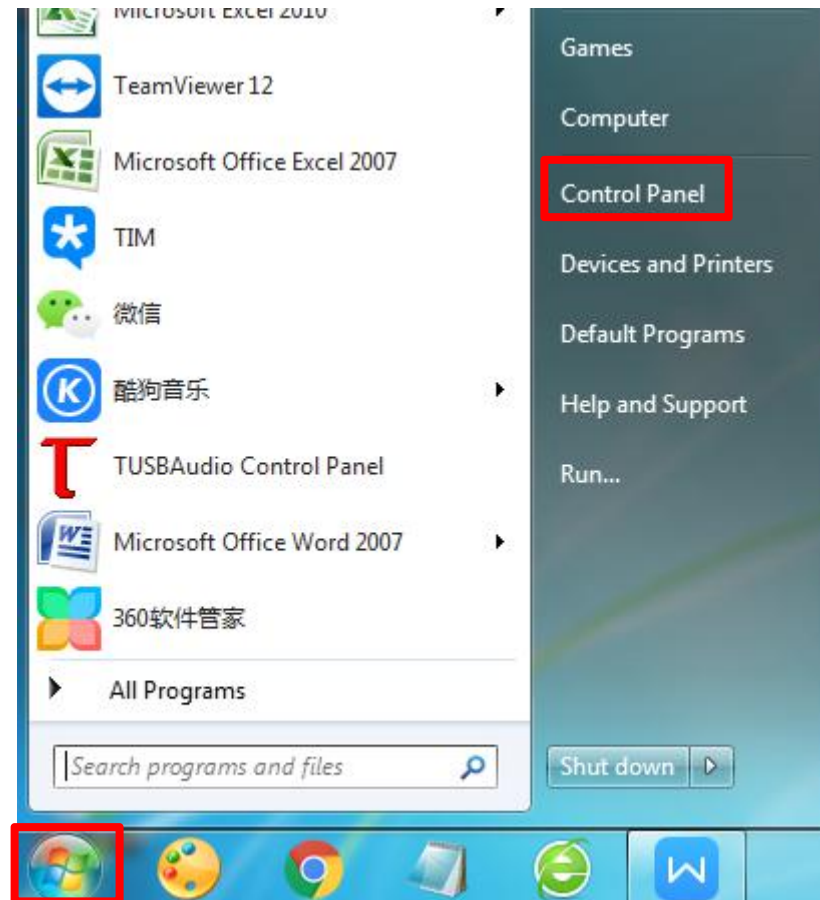 Microsoft Excel 2010
TeamViewer 12
Microsoft Office Excel 2007
TIM
微信
酷狗音乐
TUSBAudio Control Panel
Microsoft Office Word 2007
360软件管家
All Programs
Search programs and files
Games
Computer
Control Panel
Devices and Printers
Default Programs
Help and Support
Run...
Shut down